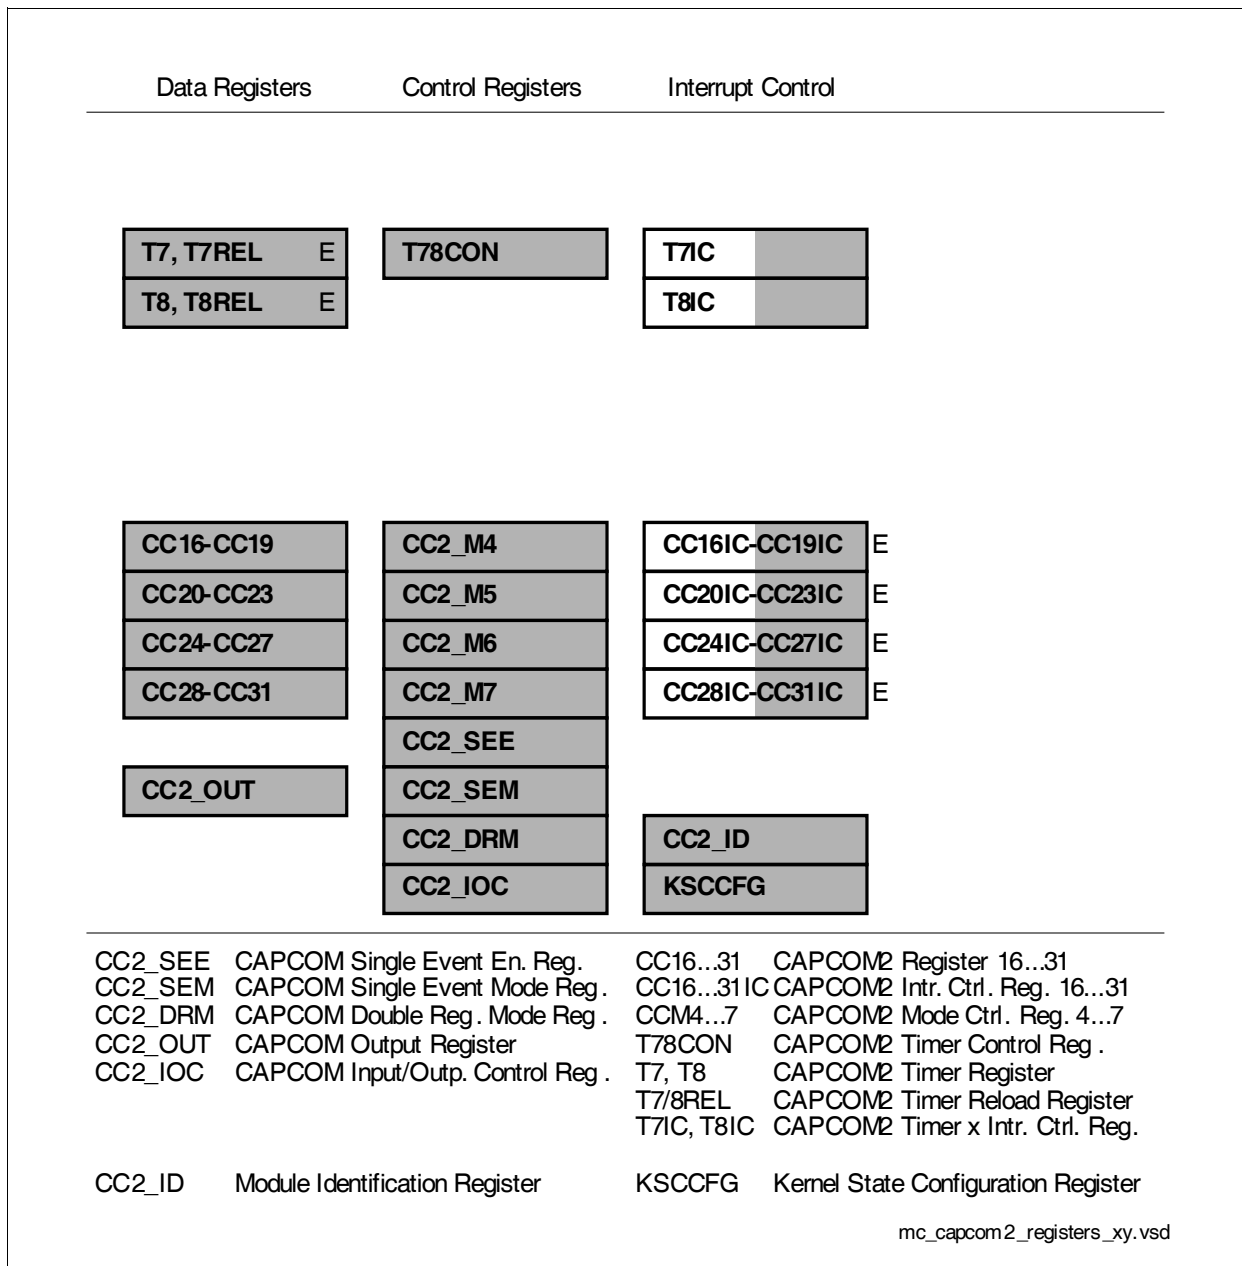 Data Registers Control Registers Interrupt Control
T7, T7REL E T78CON T7IC
T8, T8REL E T8IC
CC16-CC19 CC2_M4 CC16IC-CC19IC E
CC20-CC23 CC2_M5 CC20IC-CC23IC E
CC24-CC27 CC2_M6 CC24IC-CC27IC E
CC28-CC31 CC2_M7 CC28IC-CC31IC E
CC2_SEE
CC2_OUT CC2_SEM
CC2_DRM CC2_ID
CC2_IOC KSCCFG
CC2_SEE CAPCOM Single Event En. Reg. CC16...31 CAPCOM2 Register 16...31
CC2_SEM CAPCOM Single Event Mode Reg. CC16...31IC CAPCOM2 Intr. Ctrl. Reg. 16...31
CC2_DRM CAPCOM Double Reg. Mode Reg. CCM4...7 CAPCOM2 Mode Ctrl. Reg. 4...7
CC2_OUT CAPCOM Output Register T78CON CAPCOM2 Timer Control Reg.
CC2_IOC CAPCOM Input/Outp. Control Reg. T7, T8 CAPCOM2 Timer Register
T7/8REL CAPCOM2 Timer Reload Register
T7IC, T8IC CAPCOM2 Timer x Intr. Ctrl. Reg.
CC2_ID Module Identification Register KSCCFG Kernel State Configuration Register
mc_capcom2_registers_xy.vsd